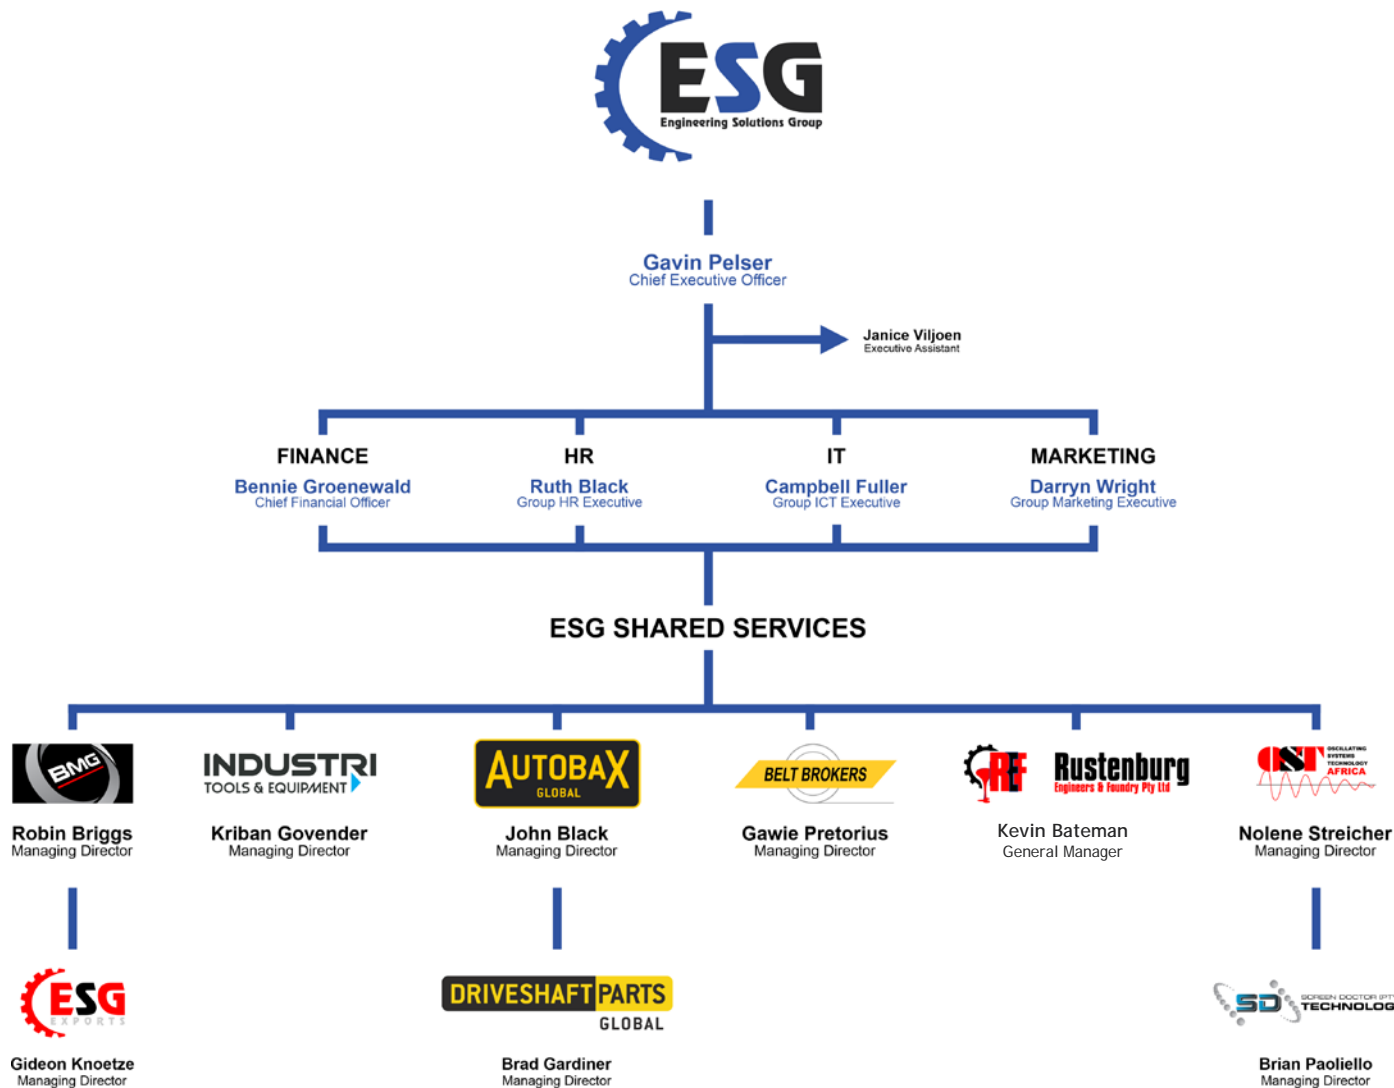 ESG
Engineering Solutions Group
Gavin Pelser
Chief Executive Officer
Janice Viljoen
Executive Assistant
FINANCE
Bennie Groenewald
Chief Financial Officer
HR
Ruth Black
Group HR Executive
IT
Campbell Fuller
Group ICT Executive
MARKETING
Darryn Wright
Group Marketing Executive
ESG SHARED SERVICES
BMG
Robin Briggs
Managing Director
INDUSTRI
TOOLS & EQUIPMENT
Kriban Govender
Managing Director
AUTOBAX
GLOBAL
John Black
Managing Director
BELT BROKERS
Gawie Pretorius
Managing Director
REF
Rustenburg
Engineers & Foundry Pty Ltd
Kevin Bateman
General Manager
OST
OSCILLATING
SYSTEMS
TECHNOLOGY
AFRICA
Nolene Streicher
Managing Director
ESG
EXPORTS
Gideon Knoetze
Managing Director
DRIVESHAFT PARTS
GLOBAL
Brad Gardiner
Managing Director
SD
SCREEN DOCTOR (PT
TECHNOLOG
Brian Paoliello
Managing Director